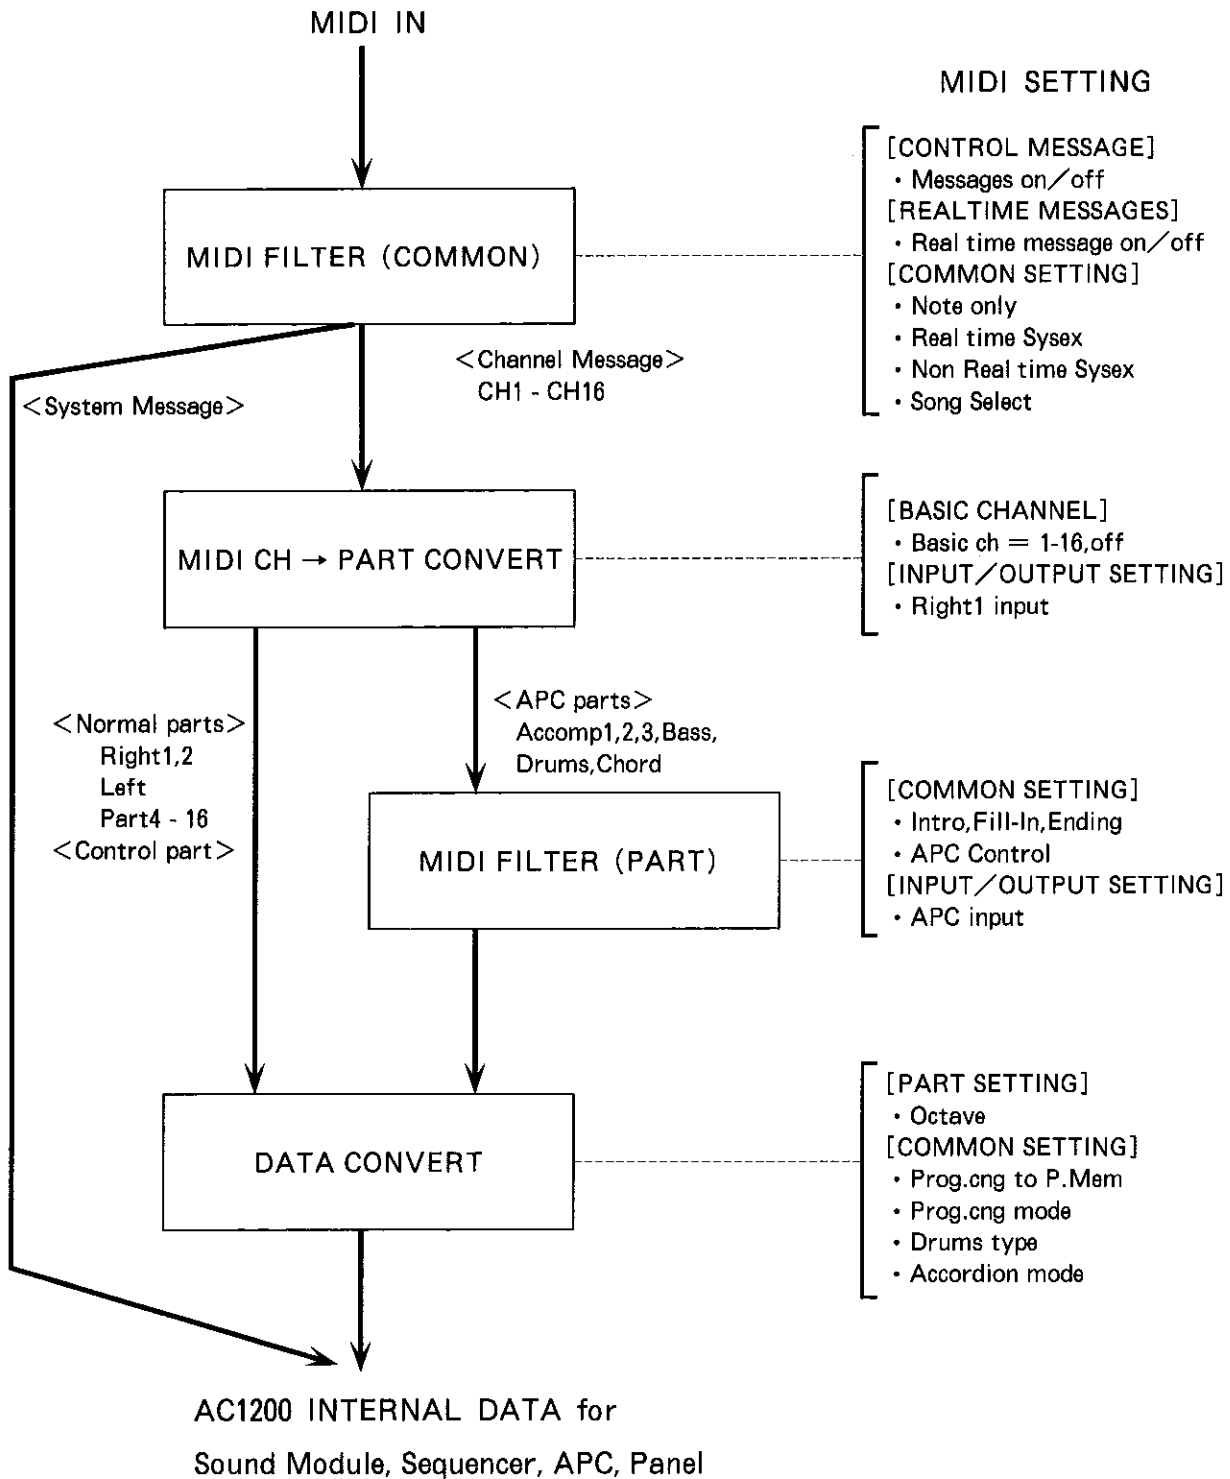 MIDI IN
MIDI SETTING
[CONTROL MESSAGE]
・Messages on／off
[REALTIME MESSAGES]
・Real time message on／off
[COMMON SETTING]
・Note only
・Real time Sysex
・Non Real time Sysex
・Song Select
MIDI FILTER (COMMON)
<Channel Message>
CH1 - CH16
<System Message>
MIDI CH → PART CONVERT
[BASIC CHANNEL]
・Basic ch = 1-16,off
[INPUT／OUTPUT SETTING]
・Right1 input
<Normal parts>
Right1,2
Left
Part4 - 16
<Control part>
<APC parts>
Accomp1,2,3,Bass,
Drums,Chord
MIDI FILTER (PART)
[COMMON SETTING]
・Intro,Fill-In,Ending
・APC Control
[INPUT／OUTPUT SETTING]
・APC input
DATA CONVERT
[PART SETTING]
・Octave
[COMMON SETTING]
・Prog.cng to P.Mem
・Prog.cng mode
・Drums type
・Accordion mode
AC1200 INTERNAL DATA for
Sound Module, Sequencer, APC, Panel